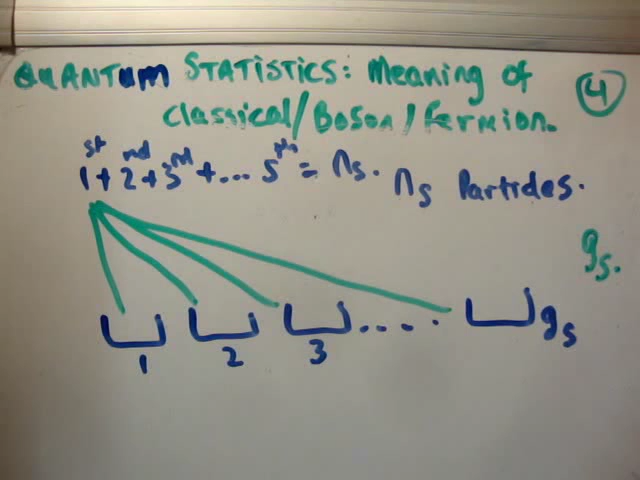 QUANTUM STATISTICS: Meaning of
Classical/Boson/Fermion.
4
1st + 2nd + 3rd + ... sth = ns. ns Particles.
gs.
gs
1 2 3